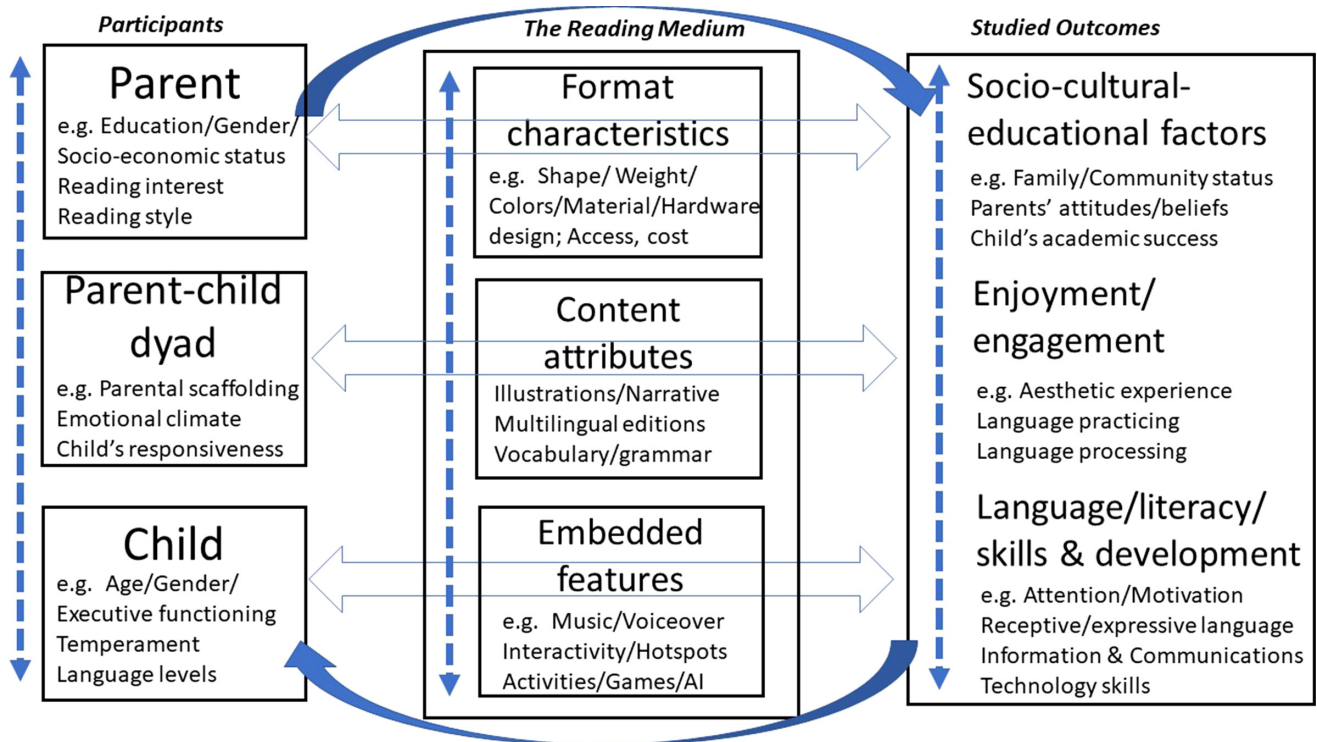 Participants
Parent
e.g. Education/Gender/
Socio-economic status
Reading interest
Reading style
Parent-child
dyad
e.g. Parental scaffolding
Emotional climate
Child's responsiveness
Child
e.g. Age/Gender/
Executive functioning
Temperament
Language levels
The Reading Medium
Format
characteristics
e.g. Shape/ Weight/
Colors/Material/Hardware
design; Access, cost
Content
attributes
Illustrations/Narrative
Multilingual editions
Vocabulary/grammar
Embedded
features
e.g. Music/Voiceover
Interactivity/Hotspots
Activities/Games/AI
Studied Outcomes
Socio-cultural-
educational factors
e.g. Family/Community status
Parents' attitudes/beliefs
Child's academic success
Enjoyment/
engagement
e.g. Aesthetic experience
Language practicing
Language processing
Language/literacy/
skills & development
e.g. Attention/Motivation
Receptive/expressive language
Information & Communications
Technology skills